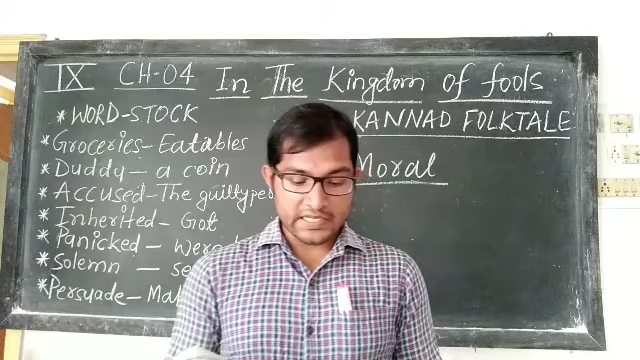 IX CH-04 In The Kingdom of fools
* WORD-STOCK
KANNAD FOLKTALE
* Groceries- Eatables
Moral
* Duddy - a coin
* Accused-The guilty
* Inherited- Got
* Panicked -
* Solemn -
* Persuade-